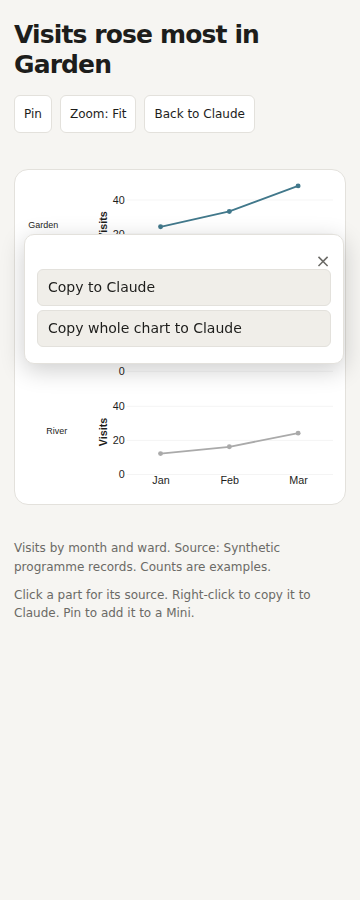 Visits rose most in
Garden
Pin
Zoom: Fit
Back to Claude
40
Garden
20
×
Copy to Claude
Copy whole chart to Claude
0
40
River
Visits
20
0
Jan Feb Mar
Visits by month and ward. Source: Synthetic
programme records. Counts are examples.
Click a part for its source. Right-click to copy it to
Claude. Pin to add it to a Mini.